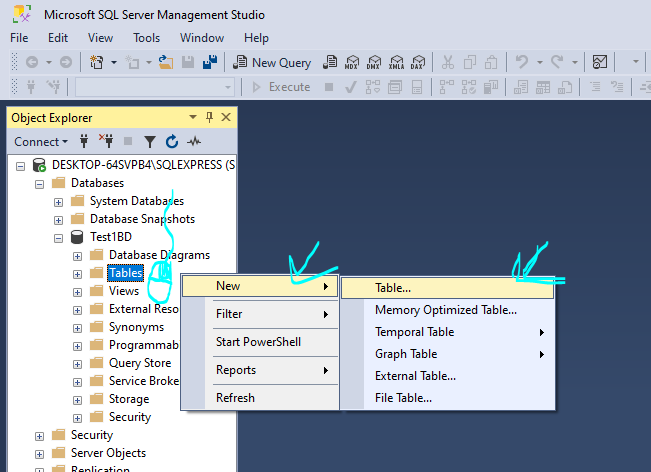 Microsoft SQL Server Management Studio
File Edit View Tools Window Help
New Query MDX DMX XMLA DAX
Execute
Object Explorer
Connect
DESKTOP-64SVPB4\SQLEXPRESS (S
Databases
System Databases
Database Snapshots
Test1BD
Database Diagrams
Tables
Views
External Reso
Synonyms
Programmab
Query Store
Service Broke
Storage
Security
Security
Server Objects
Replication
New
Filter
Start PowerShell
Reports
Refresh
Table...
Memory Optimized Table...
Temporal Table
Graph Table
External Table...
File Table...